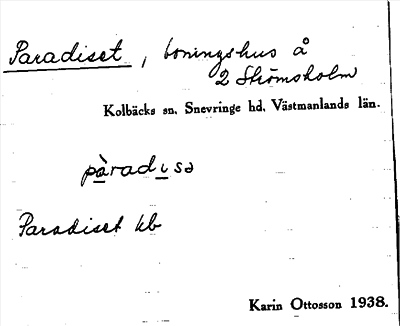 Paradiset, boningshus å
2 Strömsholm
Kolbäcks sn. Snevringe hd. Västmanlands län.
pàradisə
Paradiset kb
Karin Ottosson 1938.